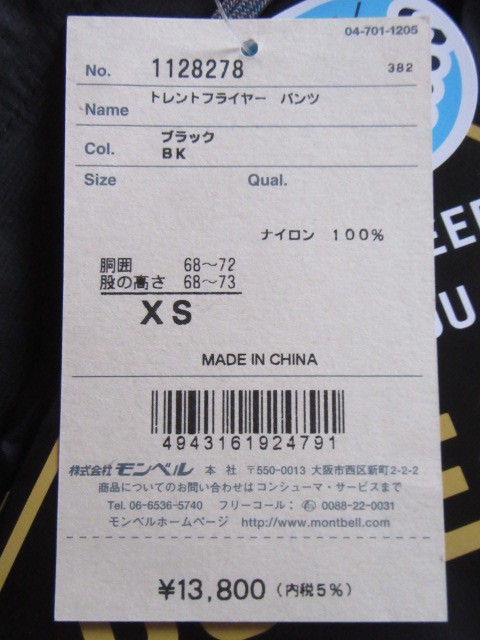 04-701-1205
No. 1128278 382
Name トレントフライヤー パンツ
Col. ブラック
BK
Size Qual.
ナイロン 100%
胴囲 68〜72
股の高さ 68〜73
XS
MADE IN CHINA
4943161924791
株式会社モンベル 本社 〒550-0013 大阪市西区新町2-2-2
商品についてのお問い合わせはコンシューマ・サービスまで
Tel. 06-6536-5740 フリーコール: 0088-22-0031
モンベルホームページ http://www.montbell.com
¥13,800(内税5%)